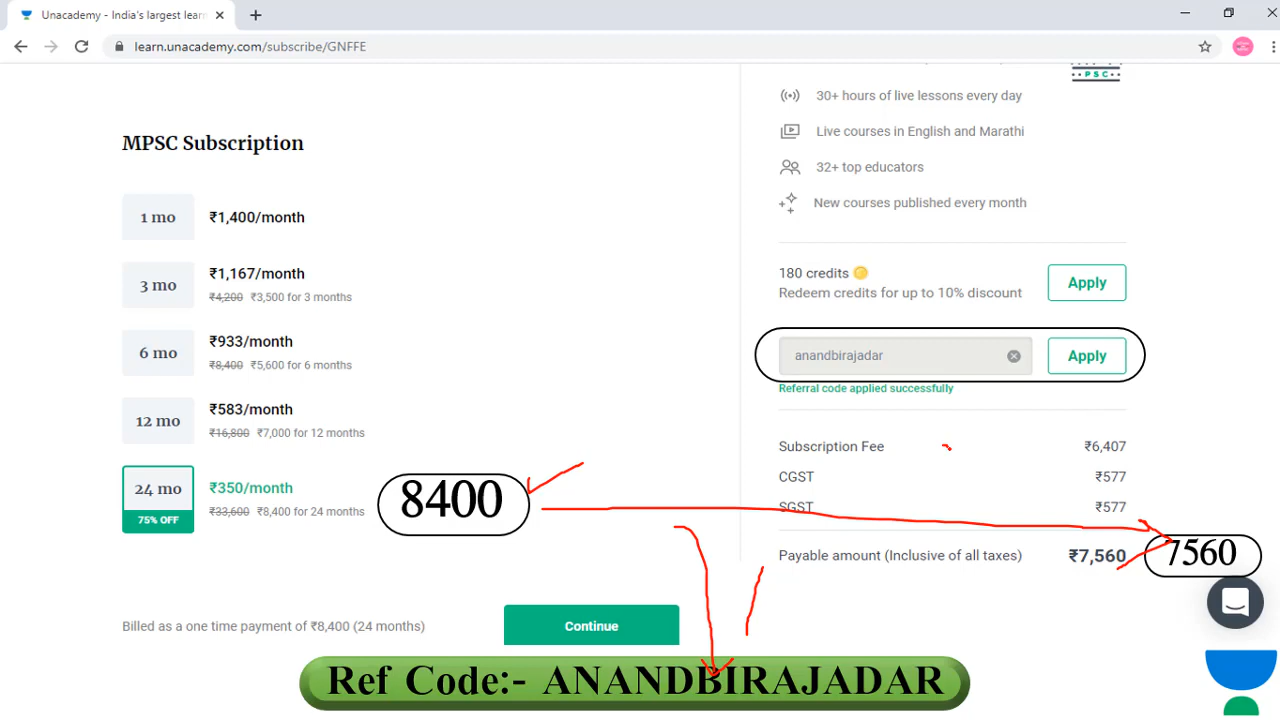 Unacademy - India's largest lear
learn.unacademy.com/subscribe/GNFFE
MPSC Subscription
1 mo
₹1,400/month
3 mo
₹1,167/month
₹4,200 ₹3,500 for 3 months
6 mo
₹933/month
₹8,400 ₹5,600 for 6 months
12 mo
₹583/month
₹16,800 ₹7,000 for 12 months
24 mo
75% OFF
₹350/month
₹33,600 ₹8,400 for 24 months
8400
Billed as a one time payment of ₹8,400 (24 months)
Continue
PSC
30+ hours of live lessons every day
Live courses in English and Marathi
32+ top educators
New courses published every month
180 credits
Redeem credits for up to 10% discount
Apply
anandbirajadar
Apply
Referral code applied successfully
Subscription Fee ₹6,407
CGST ₹577
SGST ₹577
Payable amount (Inclusive of all taxes) ₹7,560
7560
Ref Code:- ANANDBIRAJADAR